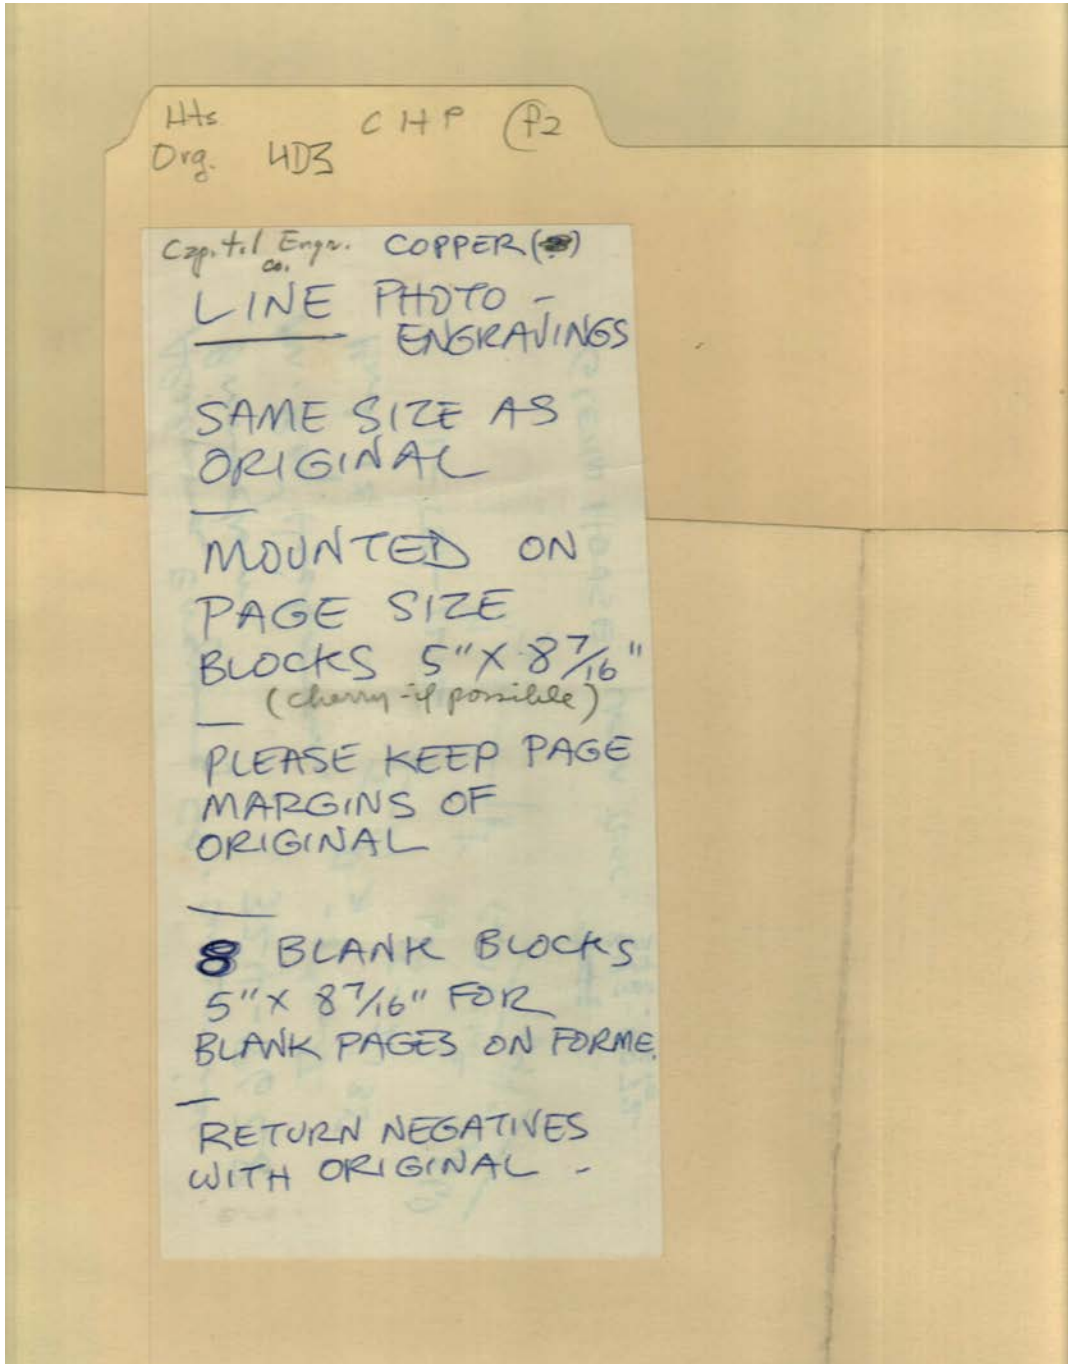 Hts CHP (P2
Org. 4D3
Capitol Engr. COPPER( )
co.
LINE PHOTO -
ENGRAVINGS
SAME SIZE AS
ORIGINAL
MOUNTED ON
PAGE SIZE
BLOCKS 5" X 8 7/16"
(cherry - if possible)
PLEASE KEEP PAGE
MARGINS OF
ORIGINAL
8 BLANK BLOCKS
5" X 8 7/16" FOR
BLANK PAGES ON FORME.
RETURN NEGATIVES
WITH ORIGINAL -